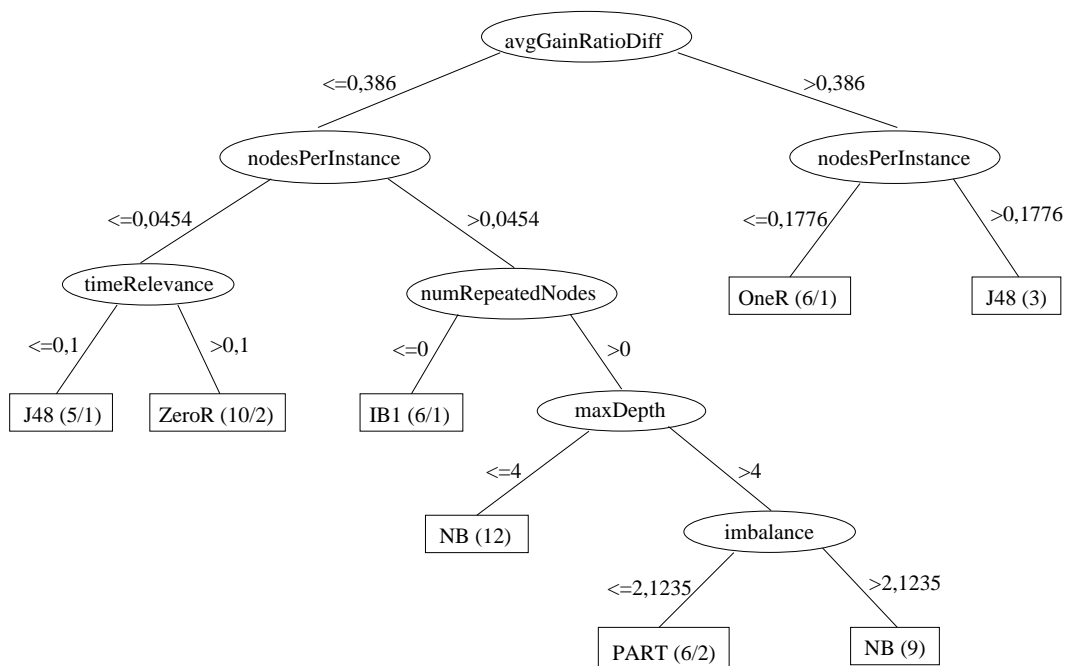 avgGainRatioDiff
<=0,386
>0,386
nodesPerInstance
nodesPerInstance
<=0,0454
>0,0454
<=0,1776
>0,1776
timeRelevance
numRepeatedNodes
OneR (6/1)
J48 (3)
<=0,1
>0,1
<=0
>0
J48 (5/1)
ZeroR (10/2)
IB1 (6/1)
maxDepth
<=4
>4
NB (12)
imbalance
<=2,1235
>2,1235
PART (6/2)
NB (9)